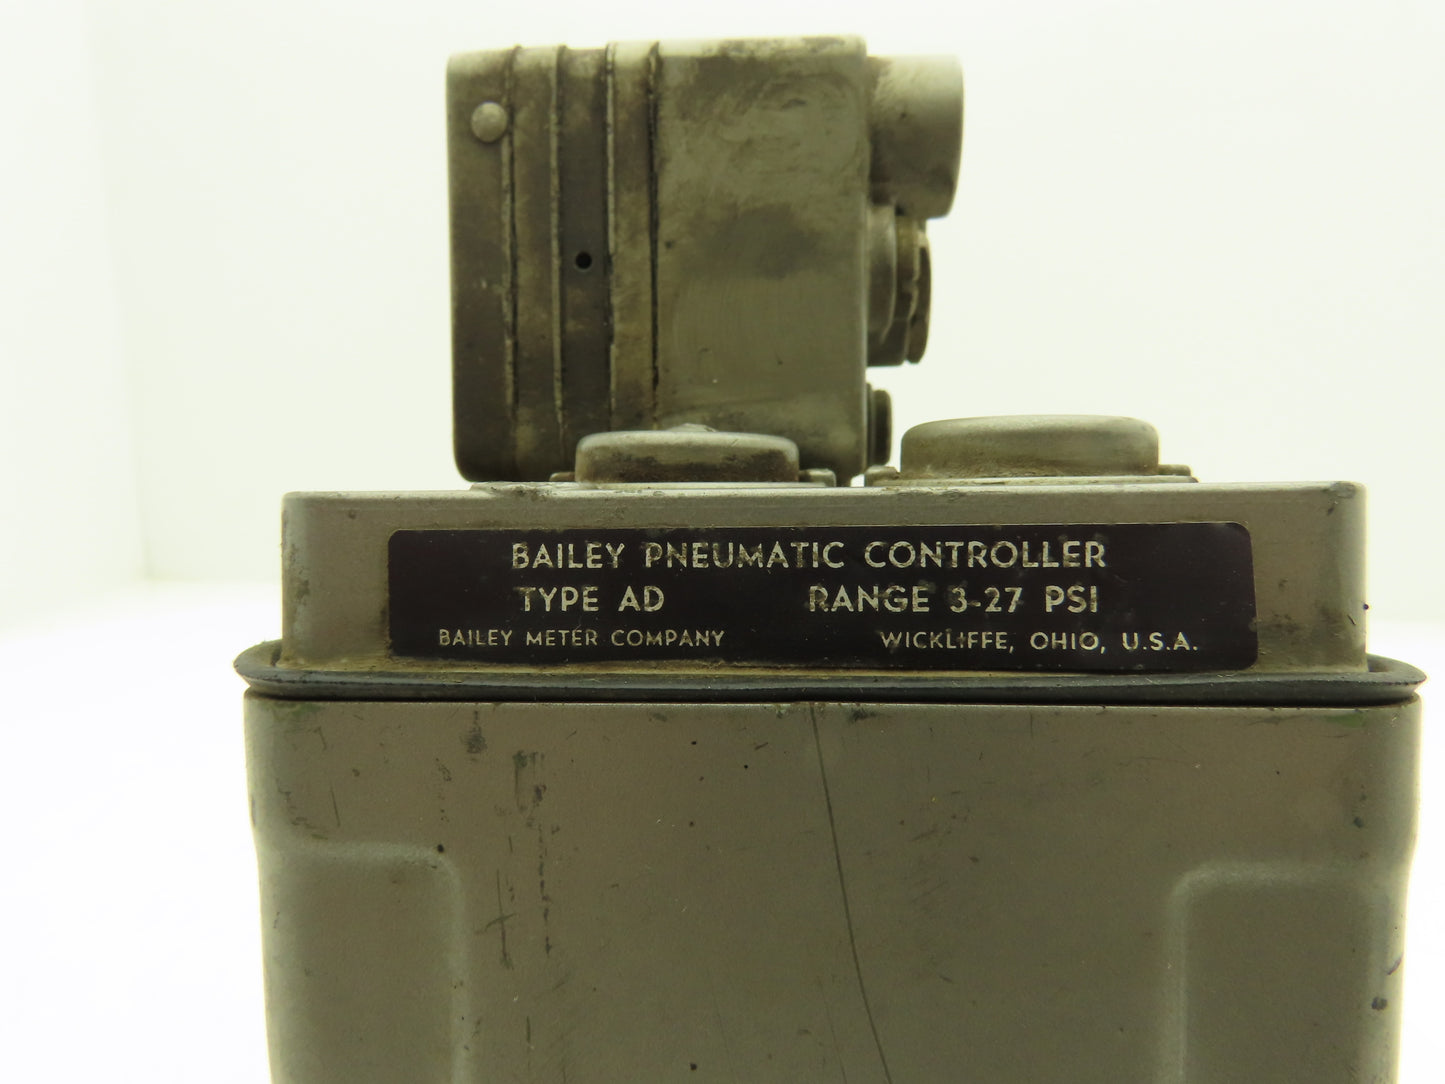 BAILEY PNEUMATIC CONTROLLER
TYPE AD RANGE 3-27 PSI
BAILEY METER COMPANY WICKLIFFE, OHIO, U.S.A.